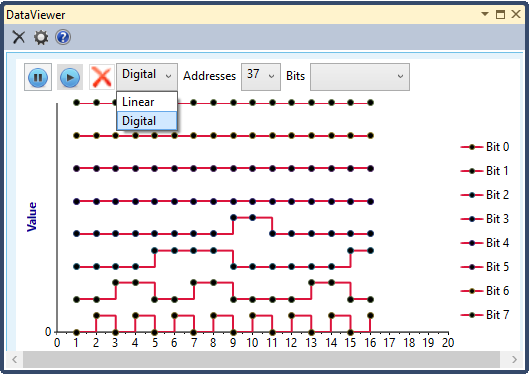 DataViewer
Digital Addresses 37 Bits
Linear
Digital
Value
0
Bit 0
Bit 1
Bit 2
Bit 3
Bit 4
Bit 5
Bit 6
Bit 7
0 1 2 3 4 5 6 7 8 9 10 11 12 13 14 15 16 17 18 19 20